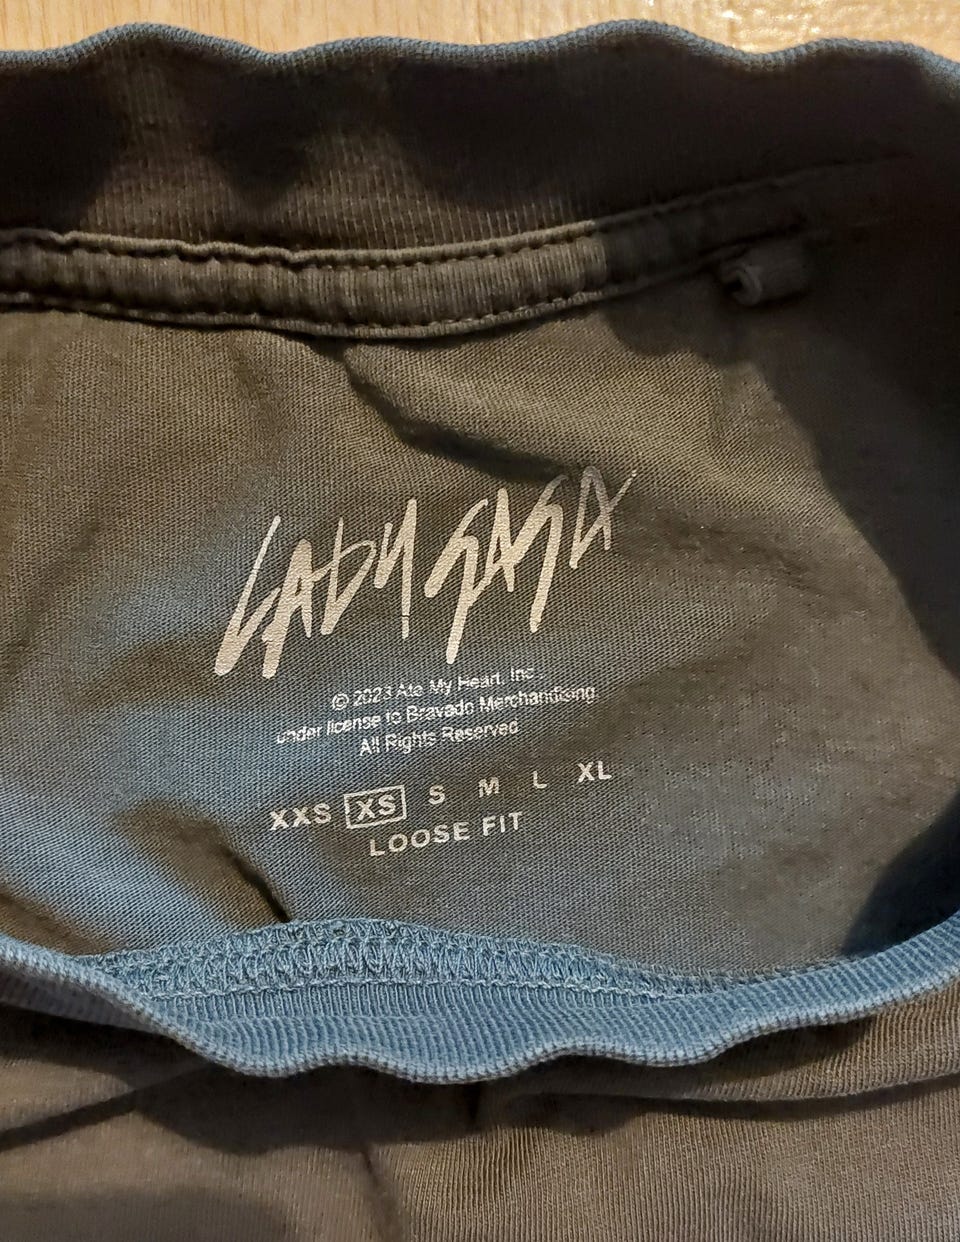 LADY GAGA
© 2023 Ate My Heart, Inc.
under license to Bravado Merchandising
All Rights Reserved
XXS XS S M L XL
LOOSE FIT